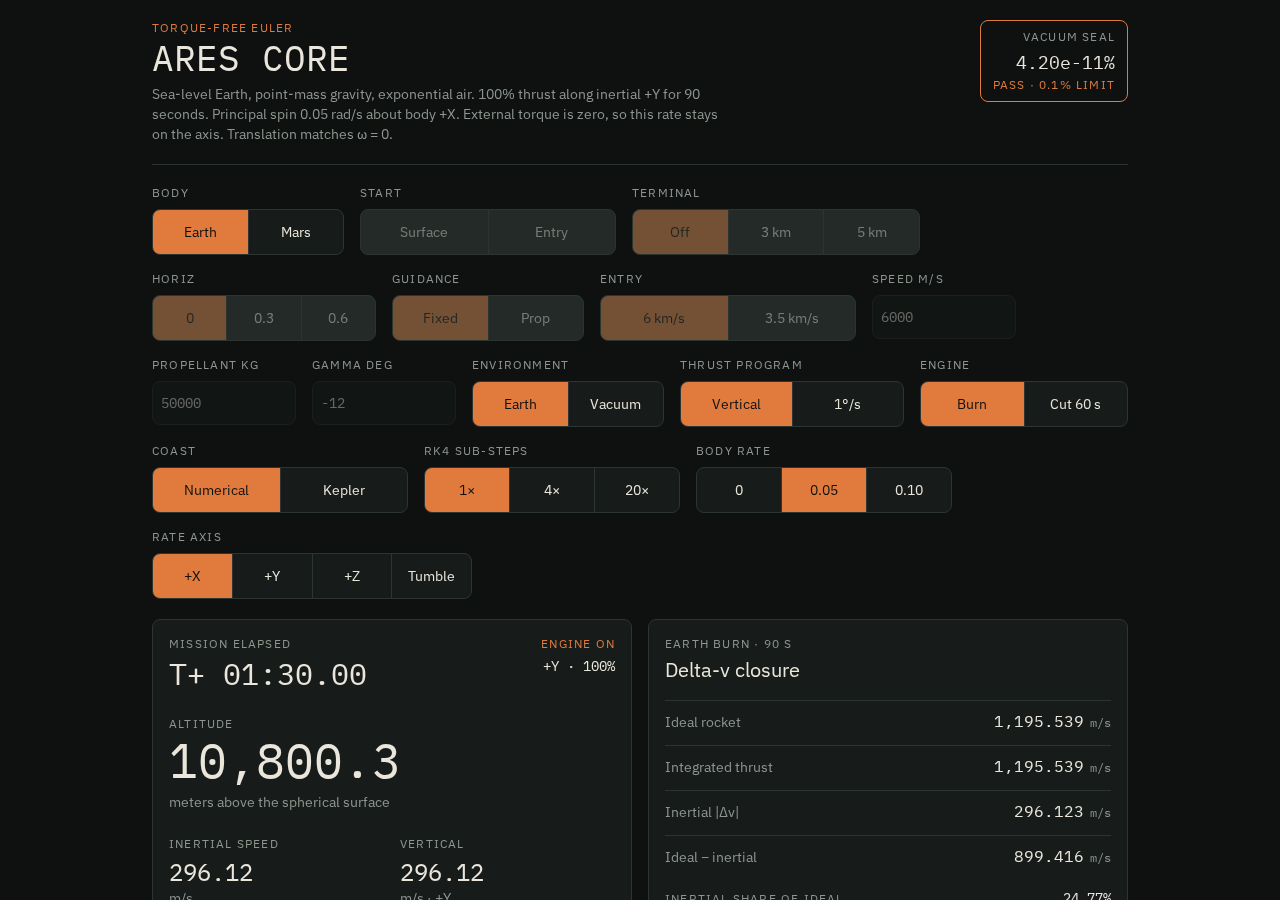 TORQUE-FREE EULER
ARES CORE
Sea-level Earth, point-mass gravity, exponential air. 100% thrust along inertial +Y for 90
seconds. Principal spin 0.05 rad/s about body +X. External torque is zero, so this rate stays
on the axis. Translation matches ω = 0.
VACUUM SEAL
4.20e-11%
PASS · 0.1% LIMIT
BODY
Earth Mars
START
Surface Entry
TERMINAL
Off 3 km 5 km
HORIZ
0 0.3 0.6
GUIDANCE
Fixed Prop
ENTRY
6 km/s 3.5 km/s
SPEED M/S
6000
PROPELLANT KG
50000
GAMMA DEG
-12
ENVIRONMENT
Earth Vacuum
THRUST PROGRAM
Vertical 1°/s
ENGINE
Burn Cut 60 s
COAST
Numerical Kepler
RK4 SUB-STEPS
1× 4× 20×
BODY RATE
0 0.05 0.10
RATE AXIS
+X +Y +Z Tumble
MISSION ELAPSED
T+ 01:30.00
ENGINE ON
+Y · 100%
ALTITUDE
10,800.3
meters above the spherical surface
INERTIAL SPEED
296.12
m/s
VERTICAL
296.12
m/s · +Y
EARTH BURN · 90 S
Delta-v closure
Ideal rocket 1,195.539 m/s
Integrated thrust 1,195.539 m/s
Inertial |Δv| 296.123 m/s
Ideal − inertial 899.416 m/s
INERTIAL SHARE OF IDEAL 24.77%